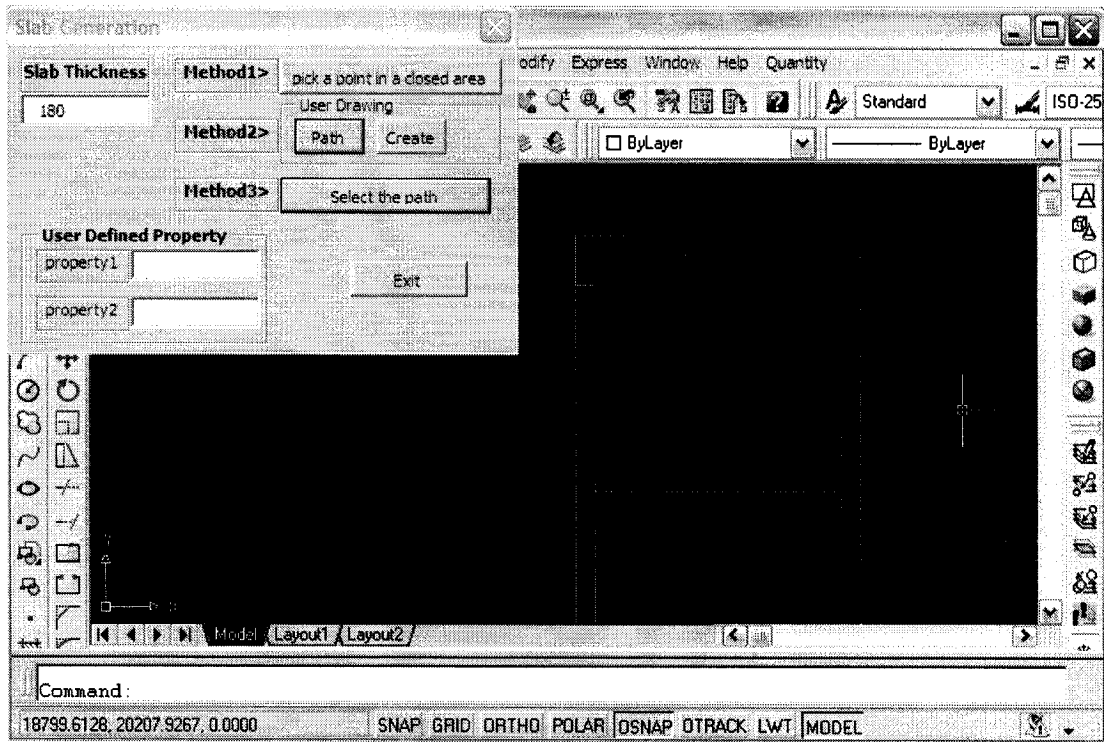 Slab Generation
Slab Thickness
180
Method1>
pick a point in a closed area
User Drawing
Method2>
Path
Create
Method3>
Select the path
User Defined Property
property1
property2
Exit
odify Express Window Help Quantity
Standard
ISO-25
ByLayer
ByLayer
Model Layout1 Layout2
Command:
18799.6128, 20207.9267, 0.0000
SNAP GRID ORTHO POLAR OSNAP OTRACK LWT MODEL